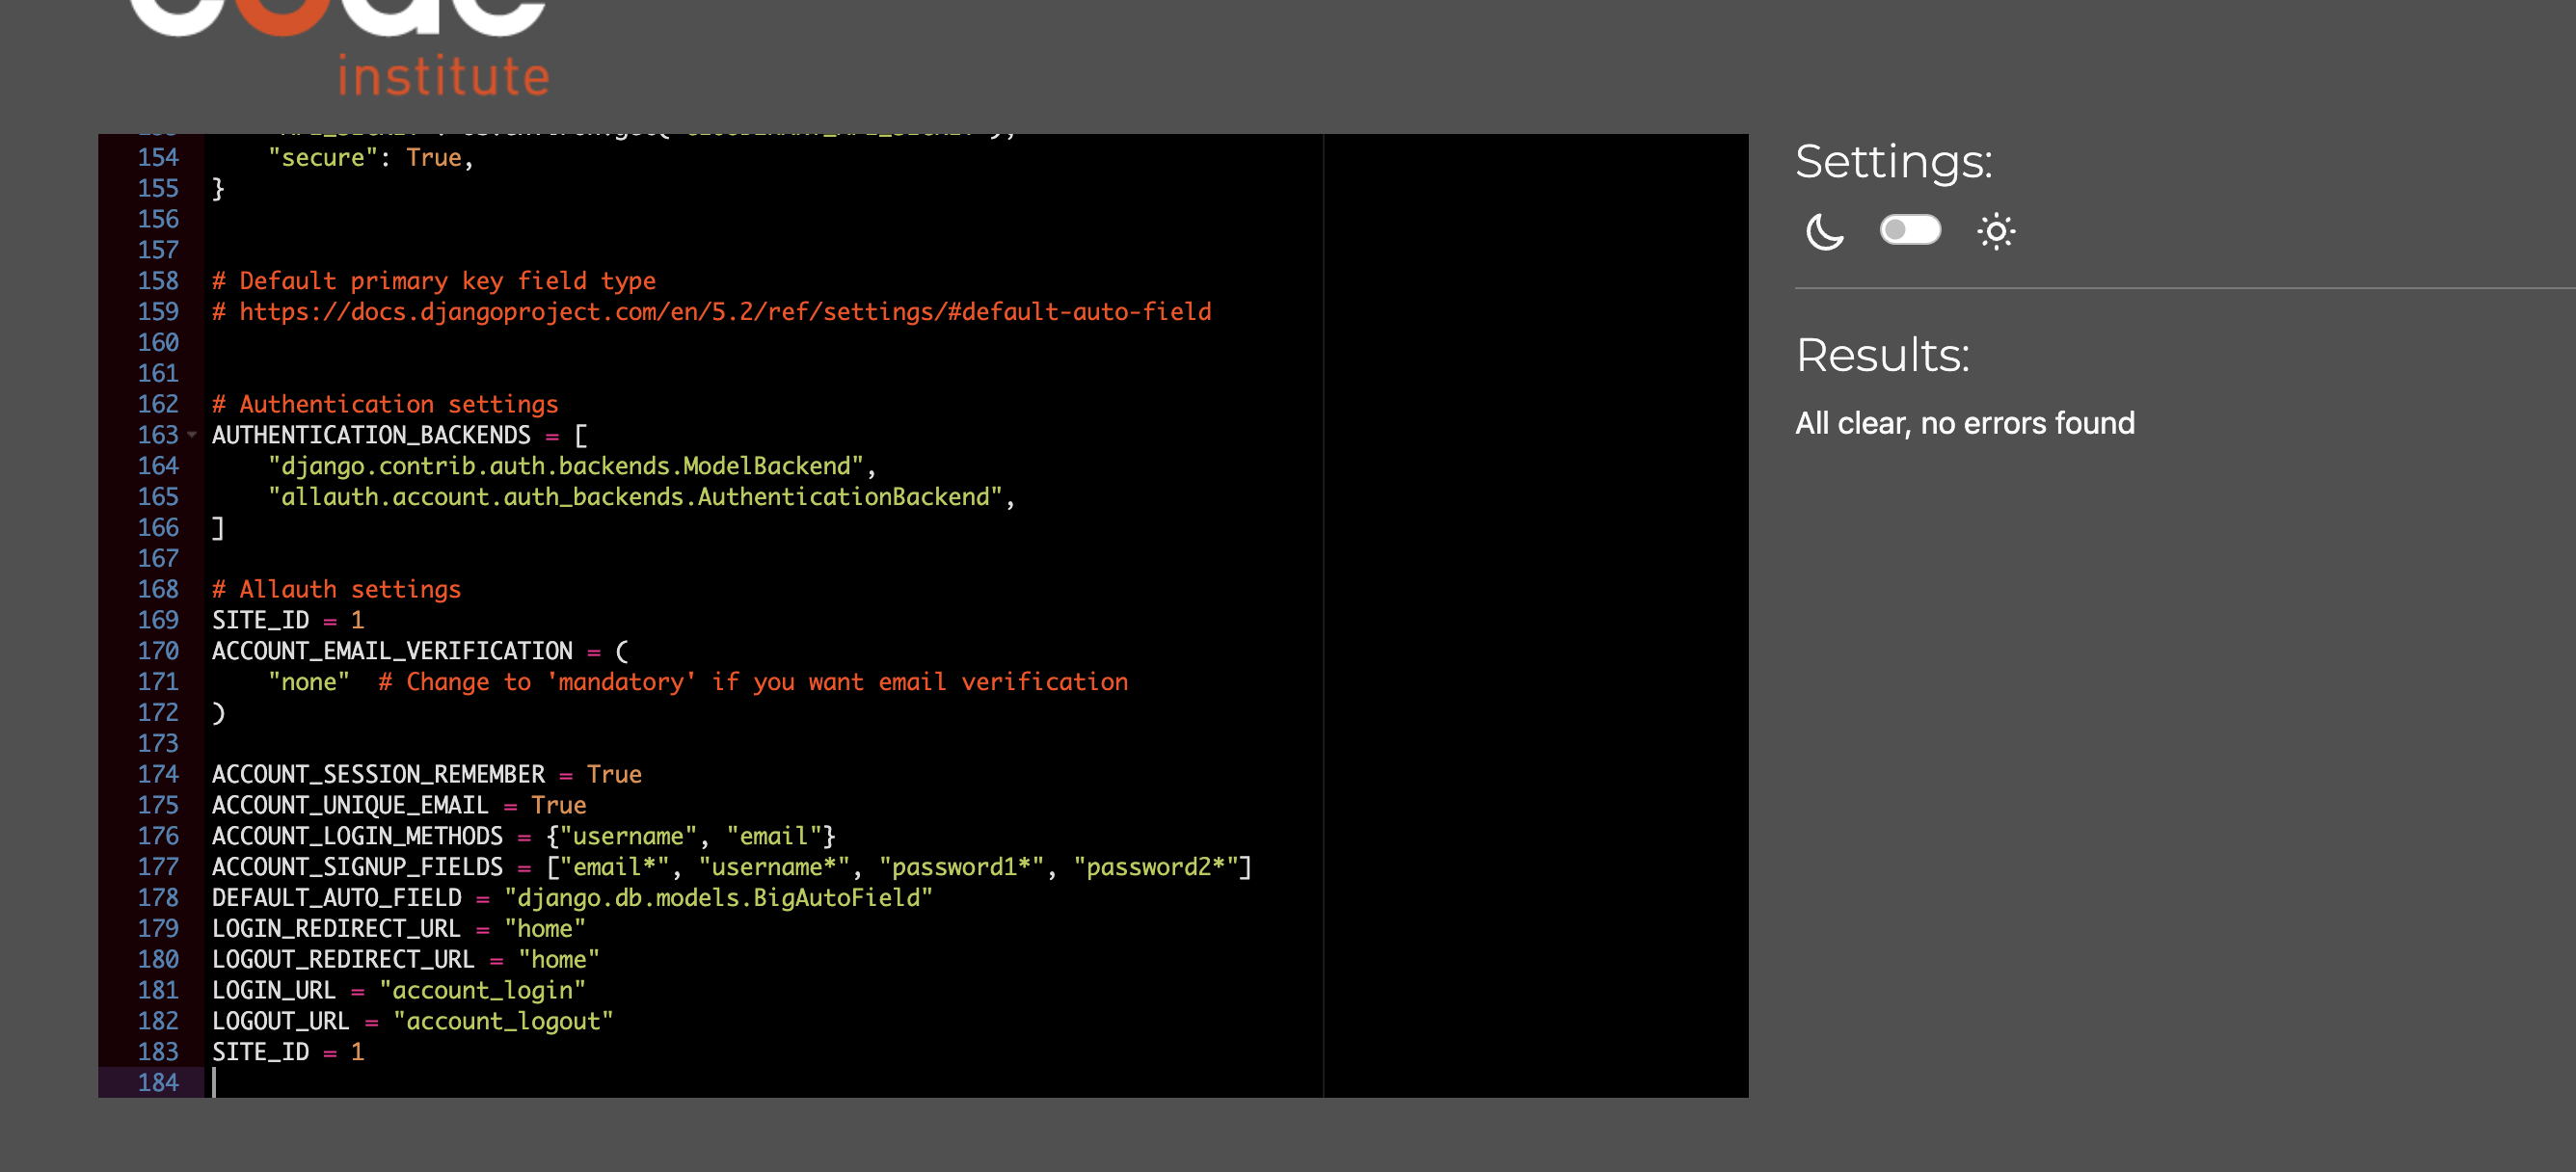 institute
154     "secure": True,
155 }
156
157
158 # Default primary key field type
159 # https://docs.djangoproject.com/en/5.2/ref/settings/#default-auto-field
160
161
162 # Authentication settings
163 AUTHENTICATION_BACKENDS = [
164     "django.contrib.auth.backends.ModelBackend",
165     "allauth.account.auth_backends.AuthenticationBackend",
166 ]
167
168 # Allauth settings
169 SITE_ID = 1
170 ACCOUNT_EMAIL_VERIFICATION = (
171     "none"  # Change to 'mandatory' if you want email verification
172 )
173
174 ACCOUNT_SESSION_REMEMBER = True
175 ACCOUNT_UNIQUE_EMAIL = True
176 ACCOUNT_LOGIN_METHODS = {"username", "email"}
177 ACCOUNT_SIGNUP_FIELDS = ["email*", "username*", "password1*", "password2*"]
178 DEFAULT_AUTO_FIELD = "django.db.models.BigAutoField"
179 LOGIN_REDIRECT_URL = "home"
180 LOGOUT_REDIRECT_URL = "home"
181 LOGIN_URL = "account_login"
182 LOGOUT_URL = "account_logout"
183 SITE_ID = 1
184
Settings:
Results:
All clear, no errors found